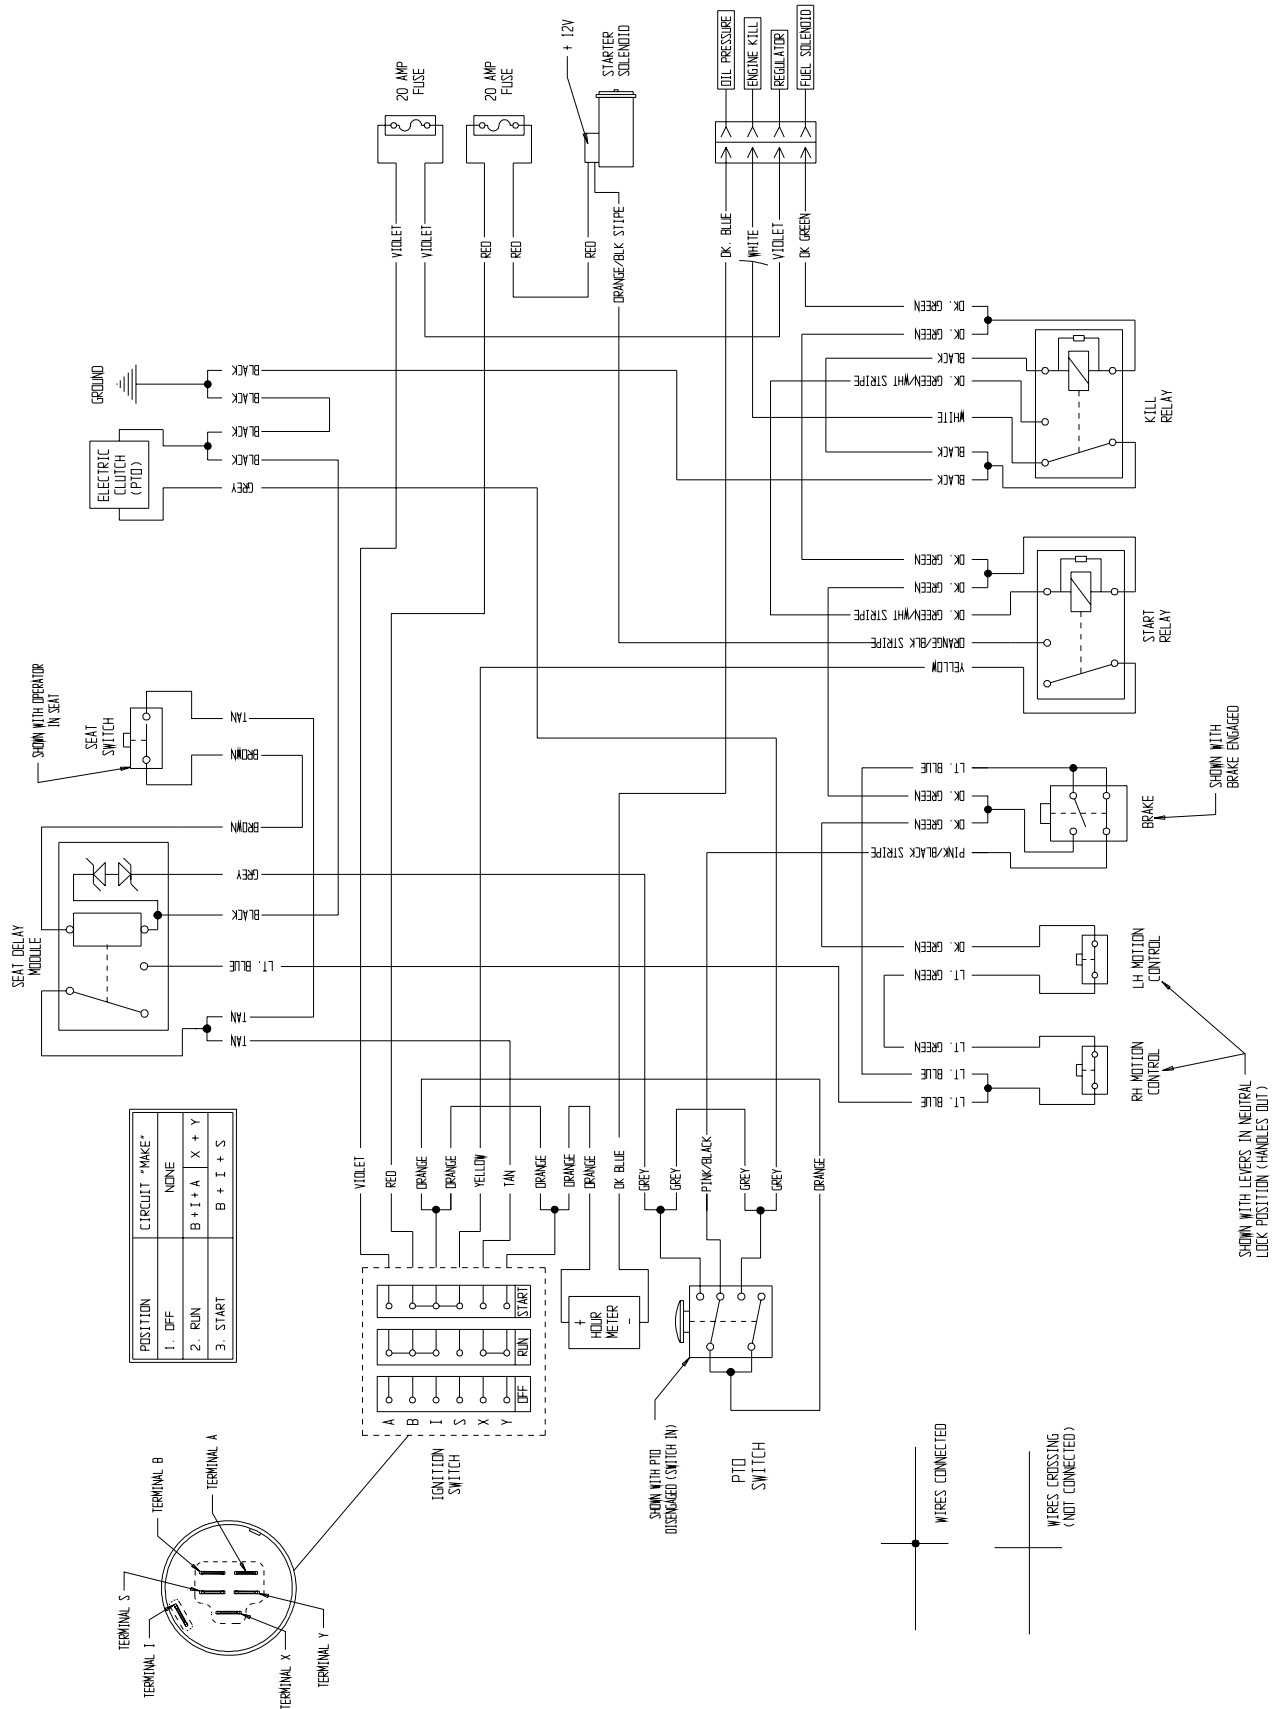 20 AMP
FUSE
20 AMP
FUSE
+ 12V
STARTER
SOLENOID
OIL PRESSURE
ENGINE KILL
REGULATOR
FUEL SOLENOID
VIOLET
VIOLET
RED
RED
RED
ORANGE/BLK STIPE
DK. BLUE
WHITE
VIOLET
DK GREEN
GROUND
ELECTRIC
CLUTCH
(PTO)
BLACK
BLACK
BLACK
BLACK
GREY
DK. GREEN
DK. GREEN
BLACK
DK. GREEN/WHT STRIPE
WHITE
BLACK
BLACK
KILL
RELAY
DK. GREEN
DK. GREEN
DK. GREEN/WHT STRIPE
ORANGE/BLK STRIPE
YELLOW
START
RELAY
SHOWN WITH OPERATOR
IN SEAT
SEAT
SWITCH
TAN
BROWN
BROWN
GREY
BLACK
LT. BLUE
TAN
TAN
SEAT DELAY
MODULE
LT. BLUE
DK. GREEN
DK. GREEN
PINK/BLACK STRIPE
BRAKE
SHOWN WITH
BRAKE ENGAGED
DK. GREEN
LT. GREEN
LH MOTION
CONTROL
LT. GREEN
LT. BLUE
LT. BLUE
RH MOTION
CONTROL
SHOWN WITH LEVERS IN NEUTRAL
LOCK POSITION (HANDLES OUT)
POSITION CIRCUIT "MAKE"
1. OFF NONE
2. RUN B + I + A X + Y
3. START B + I + S
VIOLET
RED
ORANGE
ORANGE
YELLOW
TAN
ORANGE
ORANGE
ORANGE
DK BLUE
GREY
GREY
PINK/BLACK
GREY
GREY
ORANGE
A
B
I
S
X
Y
OFF
RUN
START
IGNITION
SWITCH
+
HOUR
METER
-
SHOWN WITH PTO
DISENGAGED (SWITCH IN)
PTO
SWITCH
TERMINAL B
TERMINAL A
TERMINAL S
TERMINAL I
TERMINAL X
TERMINAL Y
WIRES CONNECTED
WIRES CROSSING
(NOT CONNECTED)